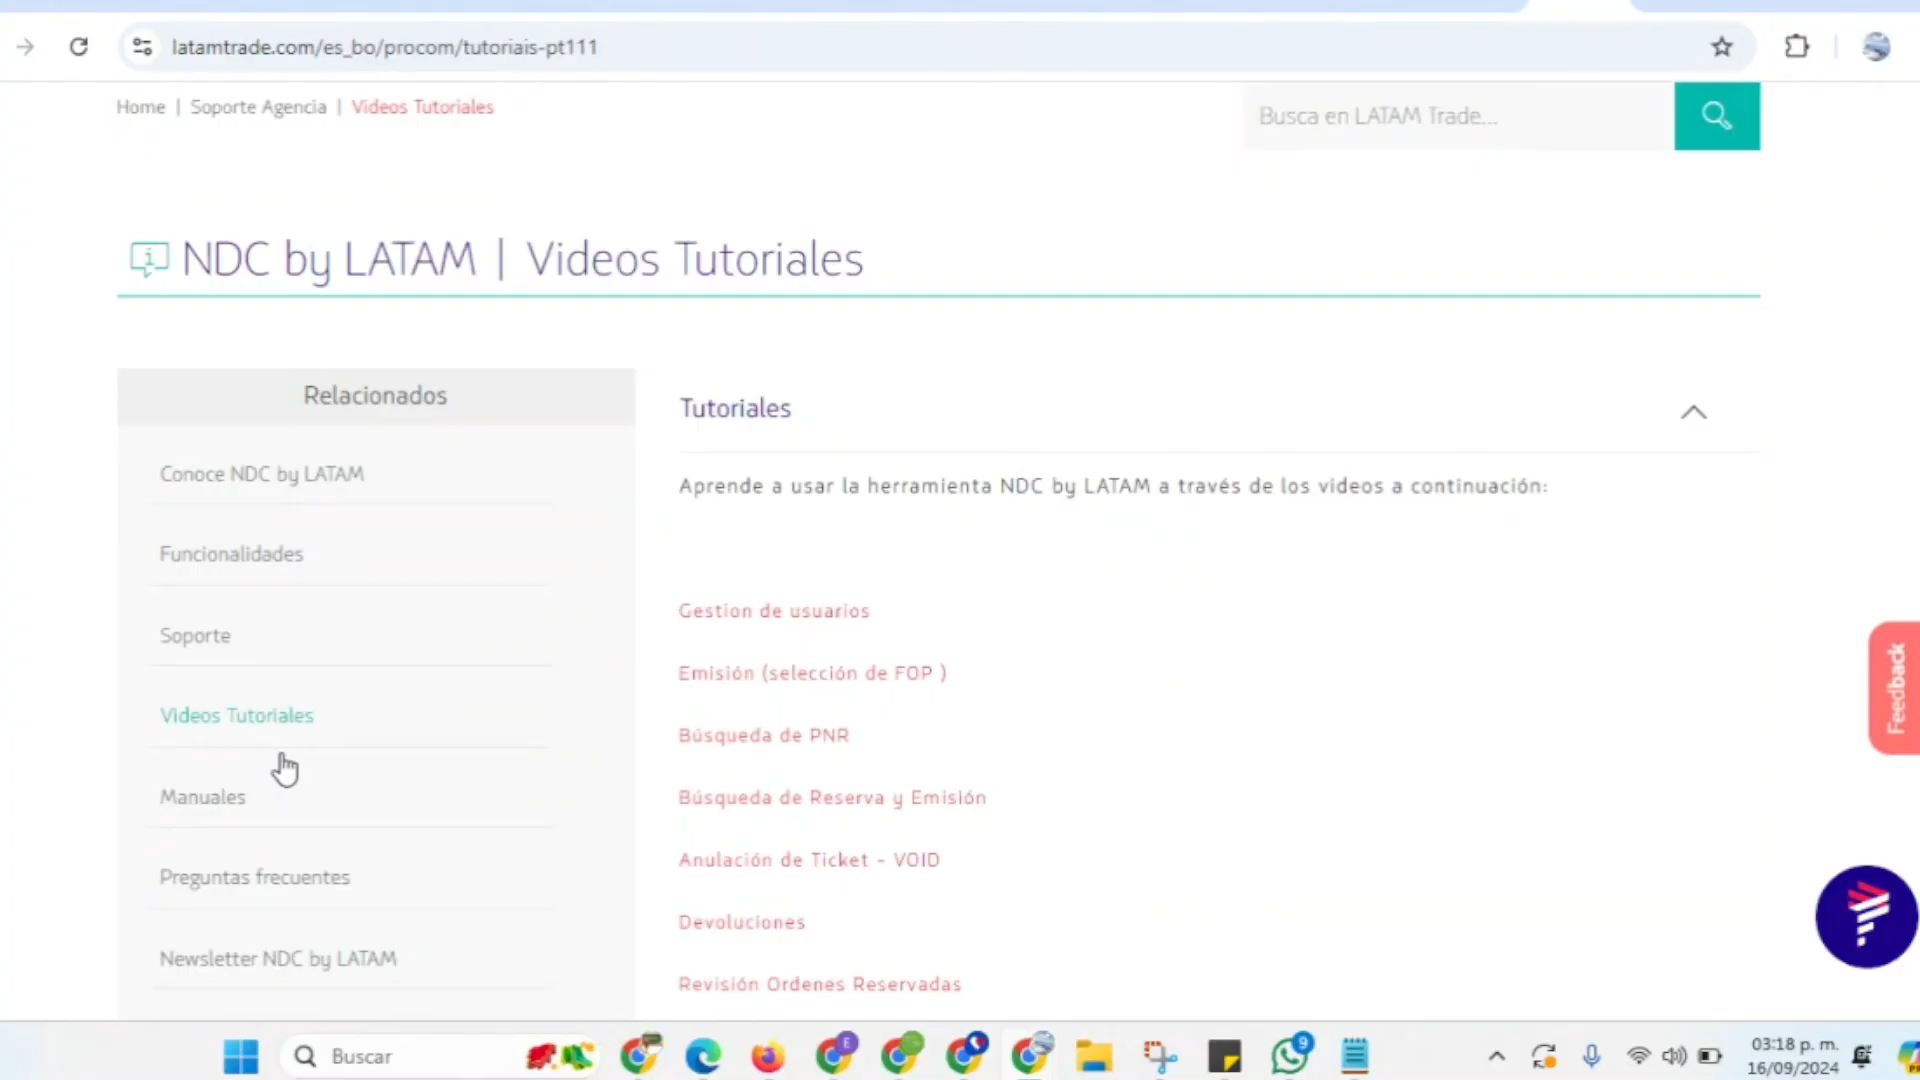 latamtrade.com/es_bo/procom/tutoriais-pt111
Home | Soporte Agencia | Videos Tutoriales
Busca en LATAM Trade...
NDC by LATAM | Videos Tutoriales
Relacionados
Conoce NDC by LATAM
Funcionalidades
Soporte
Videos Tutoriales
Manuales
Preguntas frecuentes
Newsletter NDC by LATAM
Tutoriales
Aprende a usar la herramienta NDC by LATAM a través de los videos a continuación:
Gestion de usuarios
Emisión (selección de FOP )
Búsqueda de PNR
Búsqueda de Reserva y Emisión
Anulación de Ticket - VOID
Devoluciones
Revisión Ordenes Reservadas
Feedback
Buscar
E
9
03:18 p. m.
16/09/2024